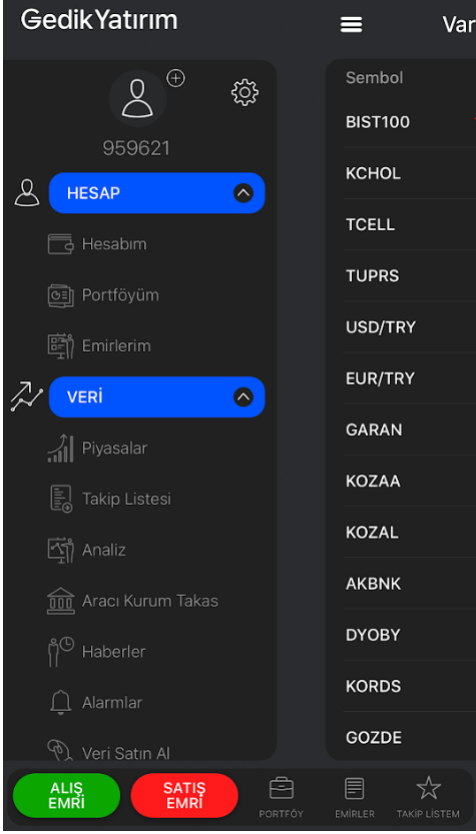 GedikYatırım
959621
HESAP
Hesabım
Portföyüm
Emirlerim
VERİ
Piyasalar
Takip Listesi
Analiz
Aracı Kurum Takas
Haberler
Alarmlar
Veri Satın Al
Sembol
BIST100
KCHOL
TCELL
TUPRS
USD/TRY
EUR/TRY
GARAN
KOZAA
KOZAL
AKBNK
DYOBY
KORDS
GOZDE
ALIŞ
EMRİ
SATIŞ
EMRİ
PORTFÖY
EMİRLER
TAKİP LİSTEM